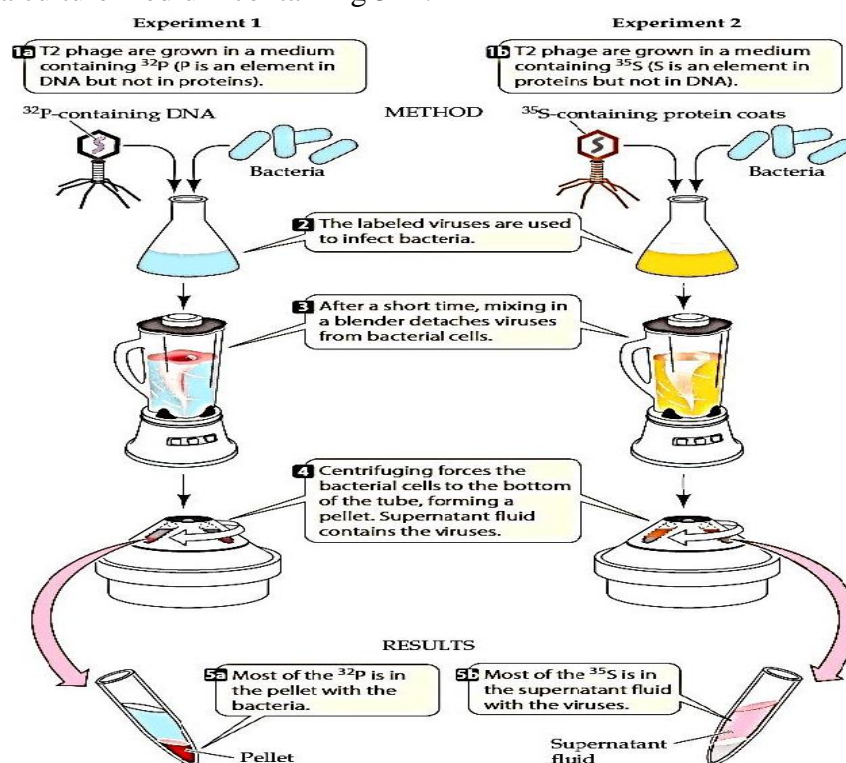 a culture medium containing
Experiment 1
Experiment 2
1a T2 phage are grown in a medium
containing ³²P (P is an element in
DNA but not in proteins).
1b T2 phage are grown in a medium
containing ³⁵S (S is an element in
proteins but not in DNA).
³²P-containing DNA
METHOD
³⁵S-containing protein coats
Bacteria
Bacteria
2 The labeled viruses are used
to infect bacteria.
3 After a short time, mixing in
a blender detaches viruses
from bacterial cells.
4 Centrifuging forces the
bacterial cells to the bottom
of the tube, forming a
pellet. Supernatant fluid
contains the viruses.
RESULTS
5a Most of the ³²P is in
the pellet with the
bacteria.
5b Most of the ³⁵S is in
the supernatant fluid
with the viruses.
Pellet
Supernatant
fluid